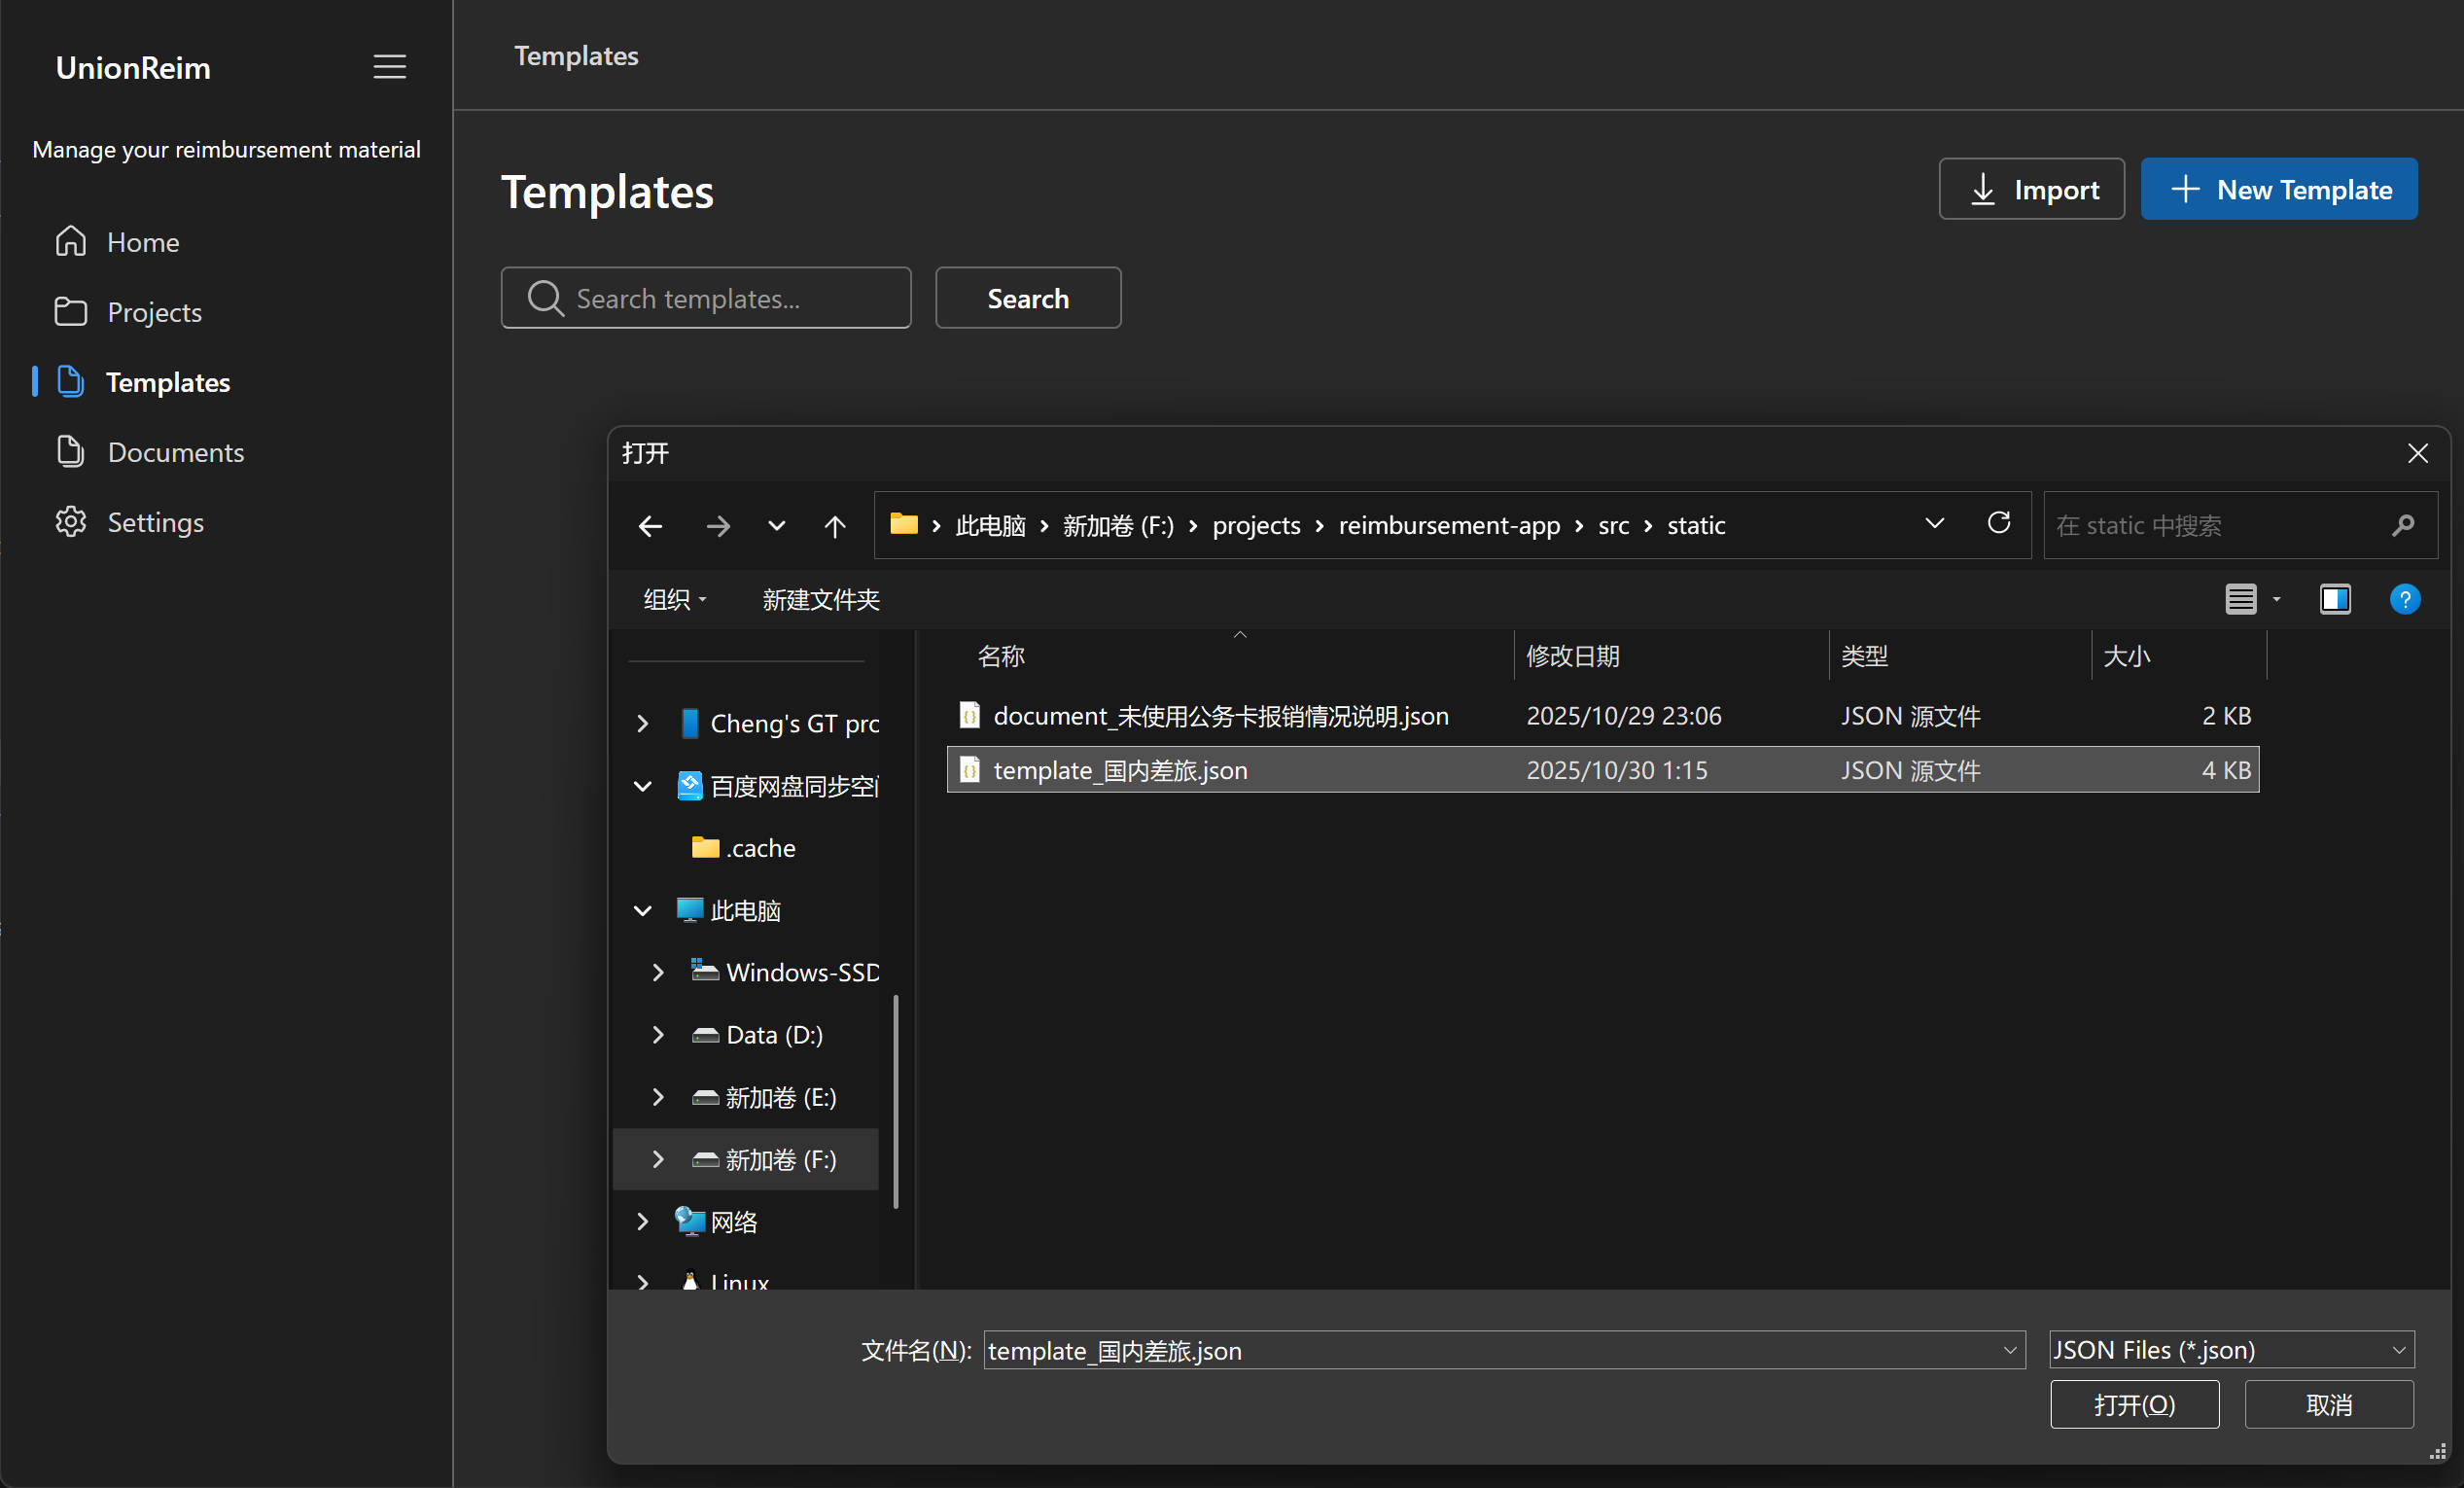 UnionReim
Manage your reimbursement material
Home
Projects
Templates
Documents
Settings
Templates
Templates
Import
New Template
Search templates...
Search
打开
此电脑 › 新加卷 (F:) › projects › reimbursement-app › src › static
在 static 中搜索
组织
新建文件夹
名称 修改日期 类型 大小
document_未使用公务卡报销情况说明.json 2025/10/29 23:06 JSON 源文件 2 KB
template_国内差旅.json 2025/10/30 1:15 JSON 源文件 4 KB
Cheng's GT pro
百度网盘同步空间
.cache
此电脑
Windows-SSD
Data (D:)
新加卷 (E:)
新加卷 (F:)
网络
Linux
文件名(N): template_国内差旅.json
JSON Files (*.json)
打开(O)
取消